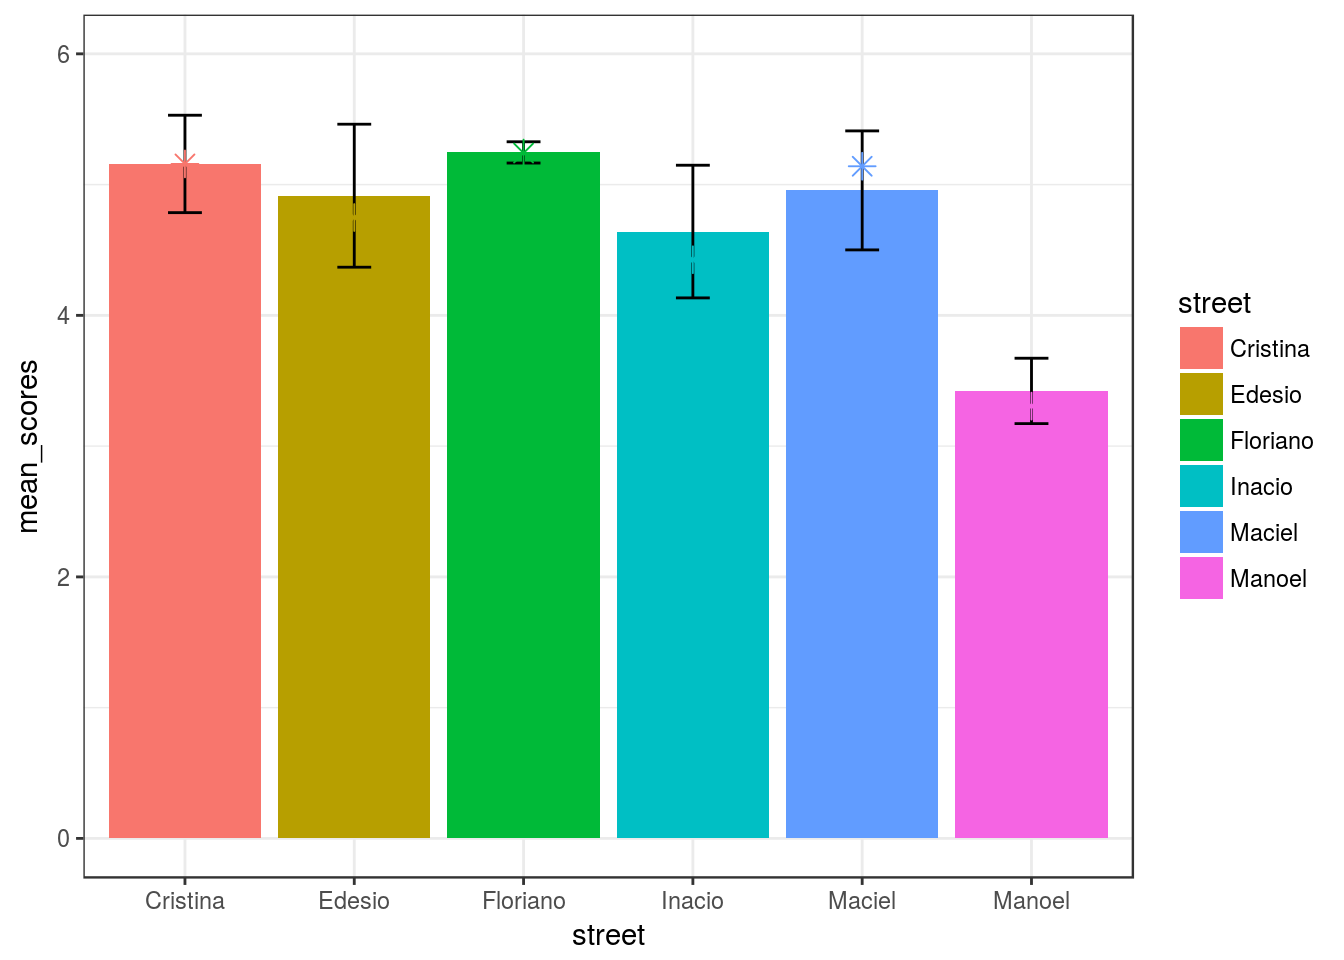 6
4
2
0
mean_scores
Cristina
Edesio
Floriano
Inacio
Maciel
Manoel
street
street
Cristina
Edesio
Floriano
Inacio
Maciel
Manoel